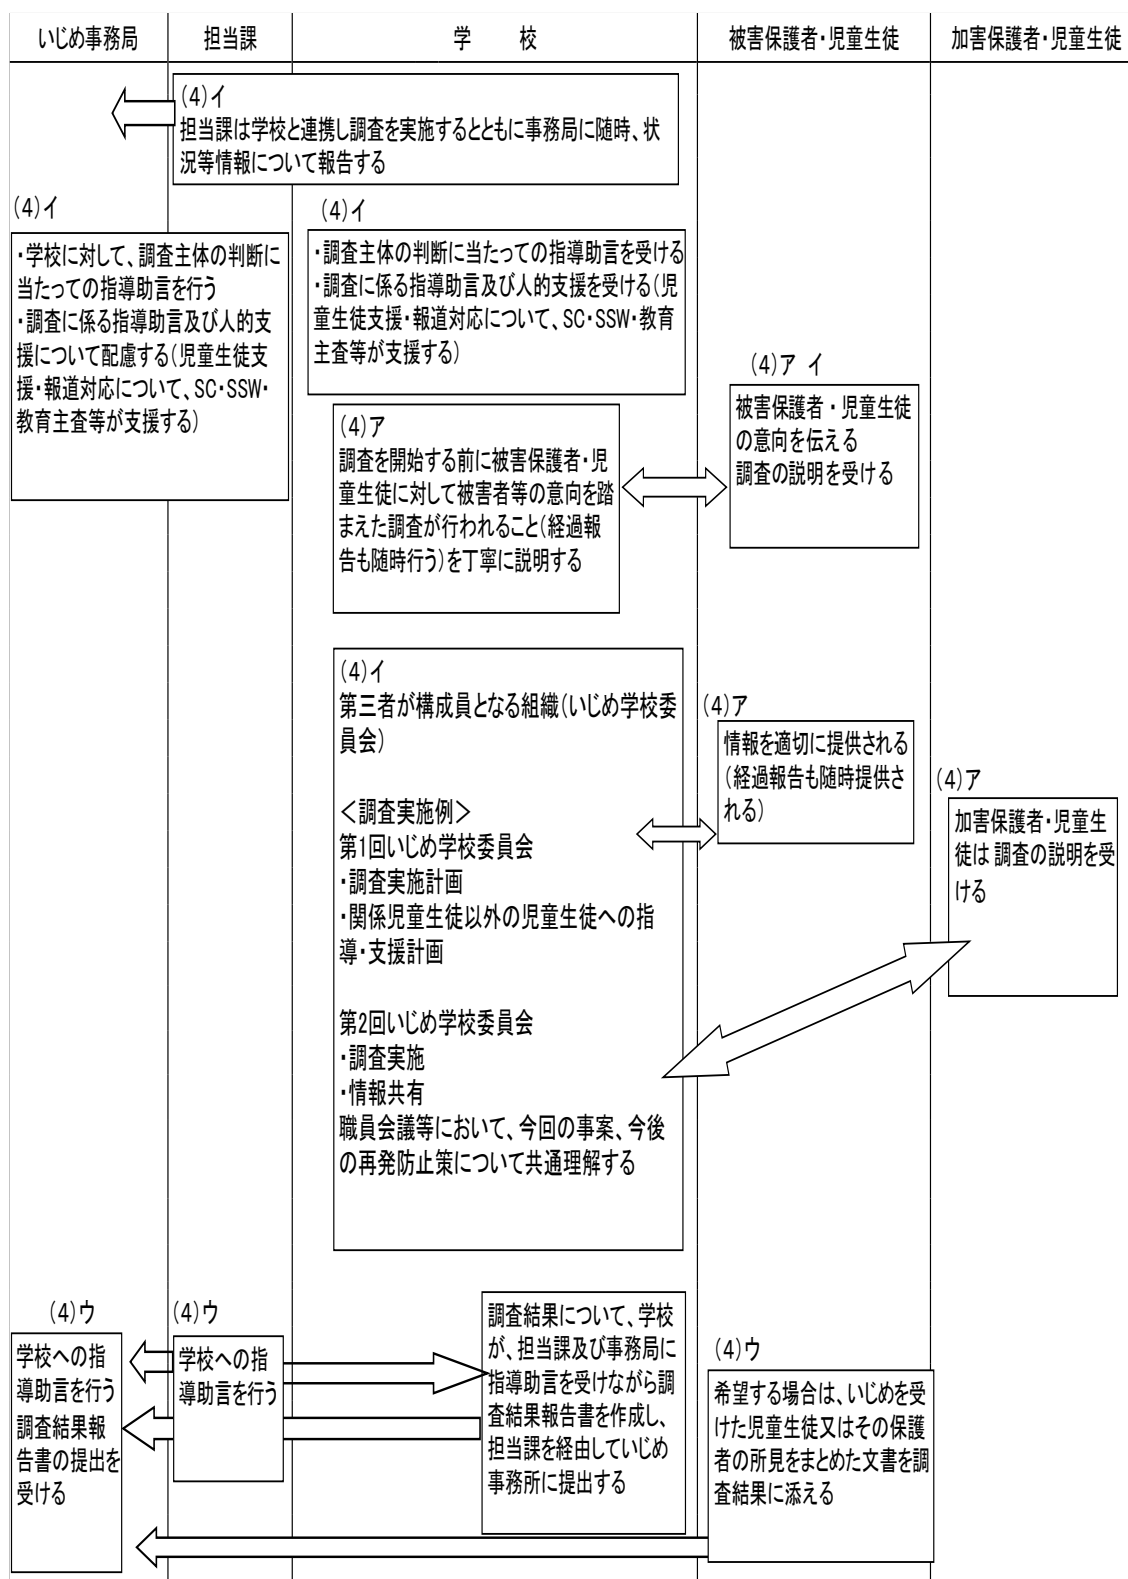 いじめ事務局
担当課
学　校
被害保護者・児童生徒
加害保護者・児童生徒
(4)イ
担当課は学校と連携し調査を実施するとともに事務局に随時、状
況等情報について報告する
(4)イ
・学校に対して、調査主体の判断に
当たっての指導助言を行う
・調査に係る指導助言及び人的支
援について配慮する(児童生徒支
援・報道対応について、SC・SSW・
教育主査等が支援する)
(4)イ
・調査主体の判断に当たっての指導助言を受ける
・調査に係る指導助言及び人的支援を受ける(児
童生徒支援・報道対応について、SC・SSW・教育
主査等が支援する)
(4)ア
調査を開始する前に被害保護者・児
童生徒に対して被害者等の意向を踏
まえた調査が行われること(経過報
告も随時行う)を丁寧に説明する
(4)ア イ
被害保護者・児童生徒
の意向を伝える
調査の説明を受ける
(4)イ
第三者が構成員となる組織(いじめ学校委
員会)
＜調査実施例＞
第1回いじめ学校委員会
・調査実施計画
・関係児童生徒以外の児童生徒への指
導・支援計画
第2回いじめ学校委員会
・調査実施
・情報共有
職員会議等において、今回の事案、今後
の再発防止策について共通理解する
(4)ア
情報を適切に提供される
(経過報告も随時提供さ
れる)
(4)ア
加害保護者・児童生
徒は 調査の説明を受
ける
(4)ウ
学校への指
導助言を行う
調査結果報
告書の提出を
受ける
(4)ウ
学校への指
導助言を行う
調査結果について、学校
が、担当課及び事務局に
指導助言を受けながら調
査結果報告書を作成し、
担当課を経由していじめ
事務所に提出する
(4)ウ
希望する場合は、いじめを受
けた児童生徒又はその保護
者の所見をまとめた文書を調
査結果に添える